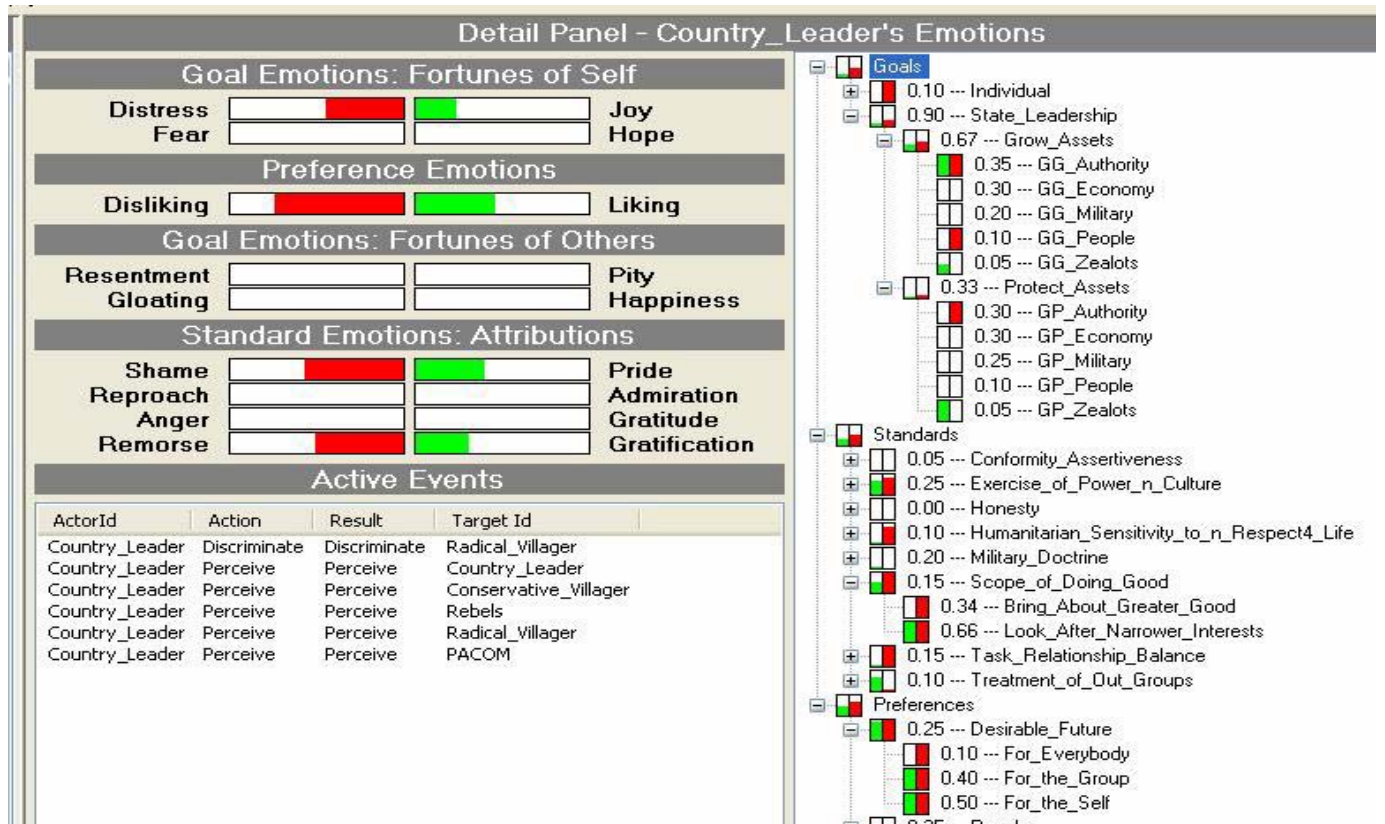 Detail Panel - Country_Leader's Emotions
Goal Emotions: Fortunes of Self
Distress Joy
Fear Hope
Preference Emotions
Disliking Liking
Goal Emotions: Fortunes of Others
Resentment Pity
Gloating Happiness
Standard Emotions: Attributions
Shame Pride
Reproach Admiration
Anger Gratitude
Remorse Gratification
Active Events
ActorId Action Result Target Id
Country_Leader Discriminate Discriminate Radical_Villager
Country_Leader Perceive Perceive Country_Leader
Country_Leader Perceive Perceive Conservative_Villager
Country_Leader Perceive Perceive Rebels
Country_Leader Perceive Perceive Radical_Villager
Country_Leader Perceive Perceive PACOM
Goals
0.10 --- Individual
0.90 --- State_Leadership
0.67 --- Grow_Assets
0.35 --- GG_Authority
0.30 --- GG_Economy
0.20 --- GG_Military
0.10 --- GG_People
0.05 --- GG_Zealots
0.33 --- Protect_Assets
0.30 --- GP_Authority
0.30 --- GP_Economy
0.25 --- GP_Military
0.10 --- GP_People
0.05 --- GP_Zealots
Standards
0.05 --- Conformity_Assertiveness
0.25 --- Exercise_of_Power_n_Culture
0.00 --- Honesty
0.10 --- Humanitarian_Sensitivity_to_n_Respect4_Life
0.20 --- Military_Doctrine
0.15 --- Scope_of_Doing_Good
0.34 --- Bring_About_Greater_Good
0.66 --- Look_After_Narrower_Interests
0.15 --- Task_Relationship_Balance
0.10 --- Treatment_of_Out_Groups
Preferences
0.25 --- Desirable_Future
0.10 --- For_Everybody
0.40 --- For_the_Group
0.50 --- For_the_Self